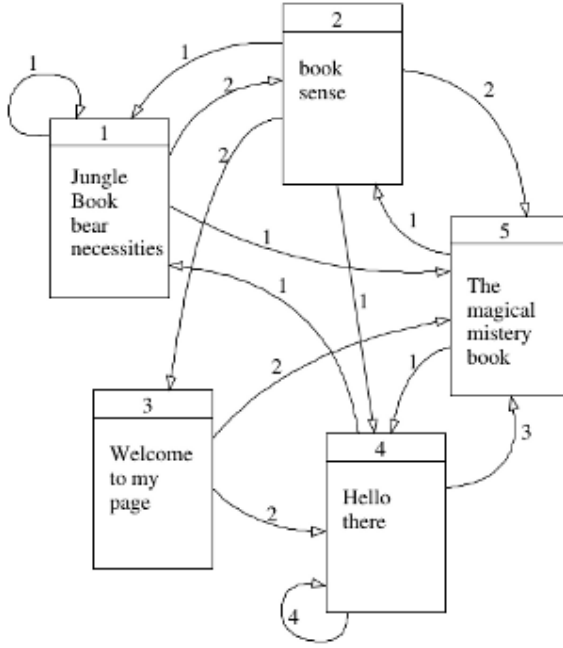 2
1
1
2
book
sense
2
2
1
Jungle
Book
bear
necessities
1
1
5
The
magical
mistery
book
1
1
2
1
3
Welcome
to my
page
4
3
Hello
there
2
4